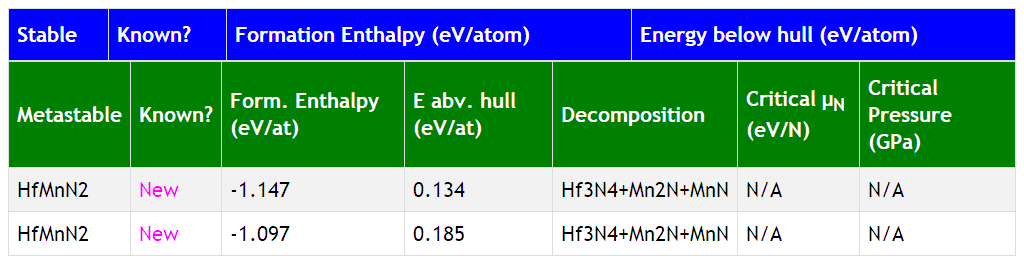 Stable Known? Formation Enthalpy (eV/atom) Energy below hull (eV/atom)
Metastable Known? Form. Enthalpy (eV/at) E abv. hull (eV/at) Decomposition Critical μN (eV/N) Critical Pressure (GPa)
HfMnN2 New -1.147 0.134 Hf3N4+Mn2N+MnN N/A N/A
HfMnN2 New -1.097 0.185 Hf3N4+Mn2N+MnN N/A N/A